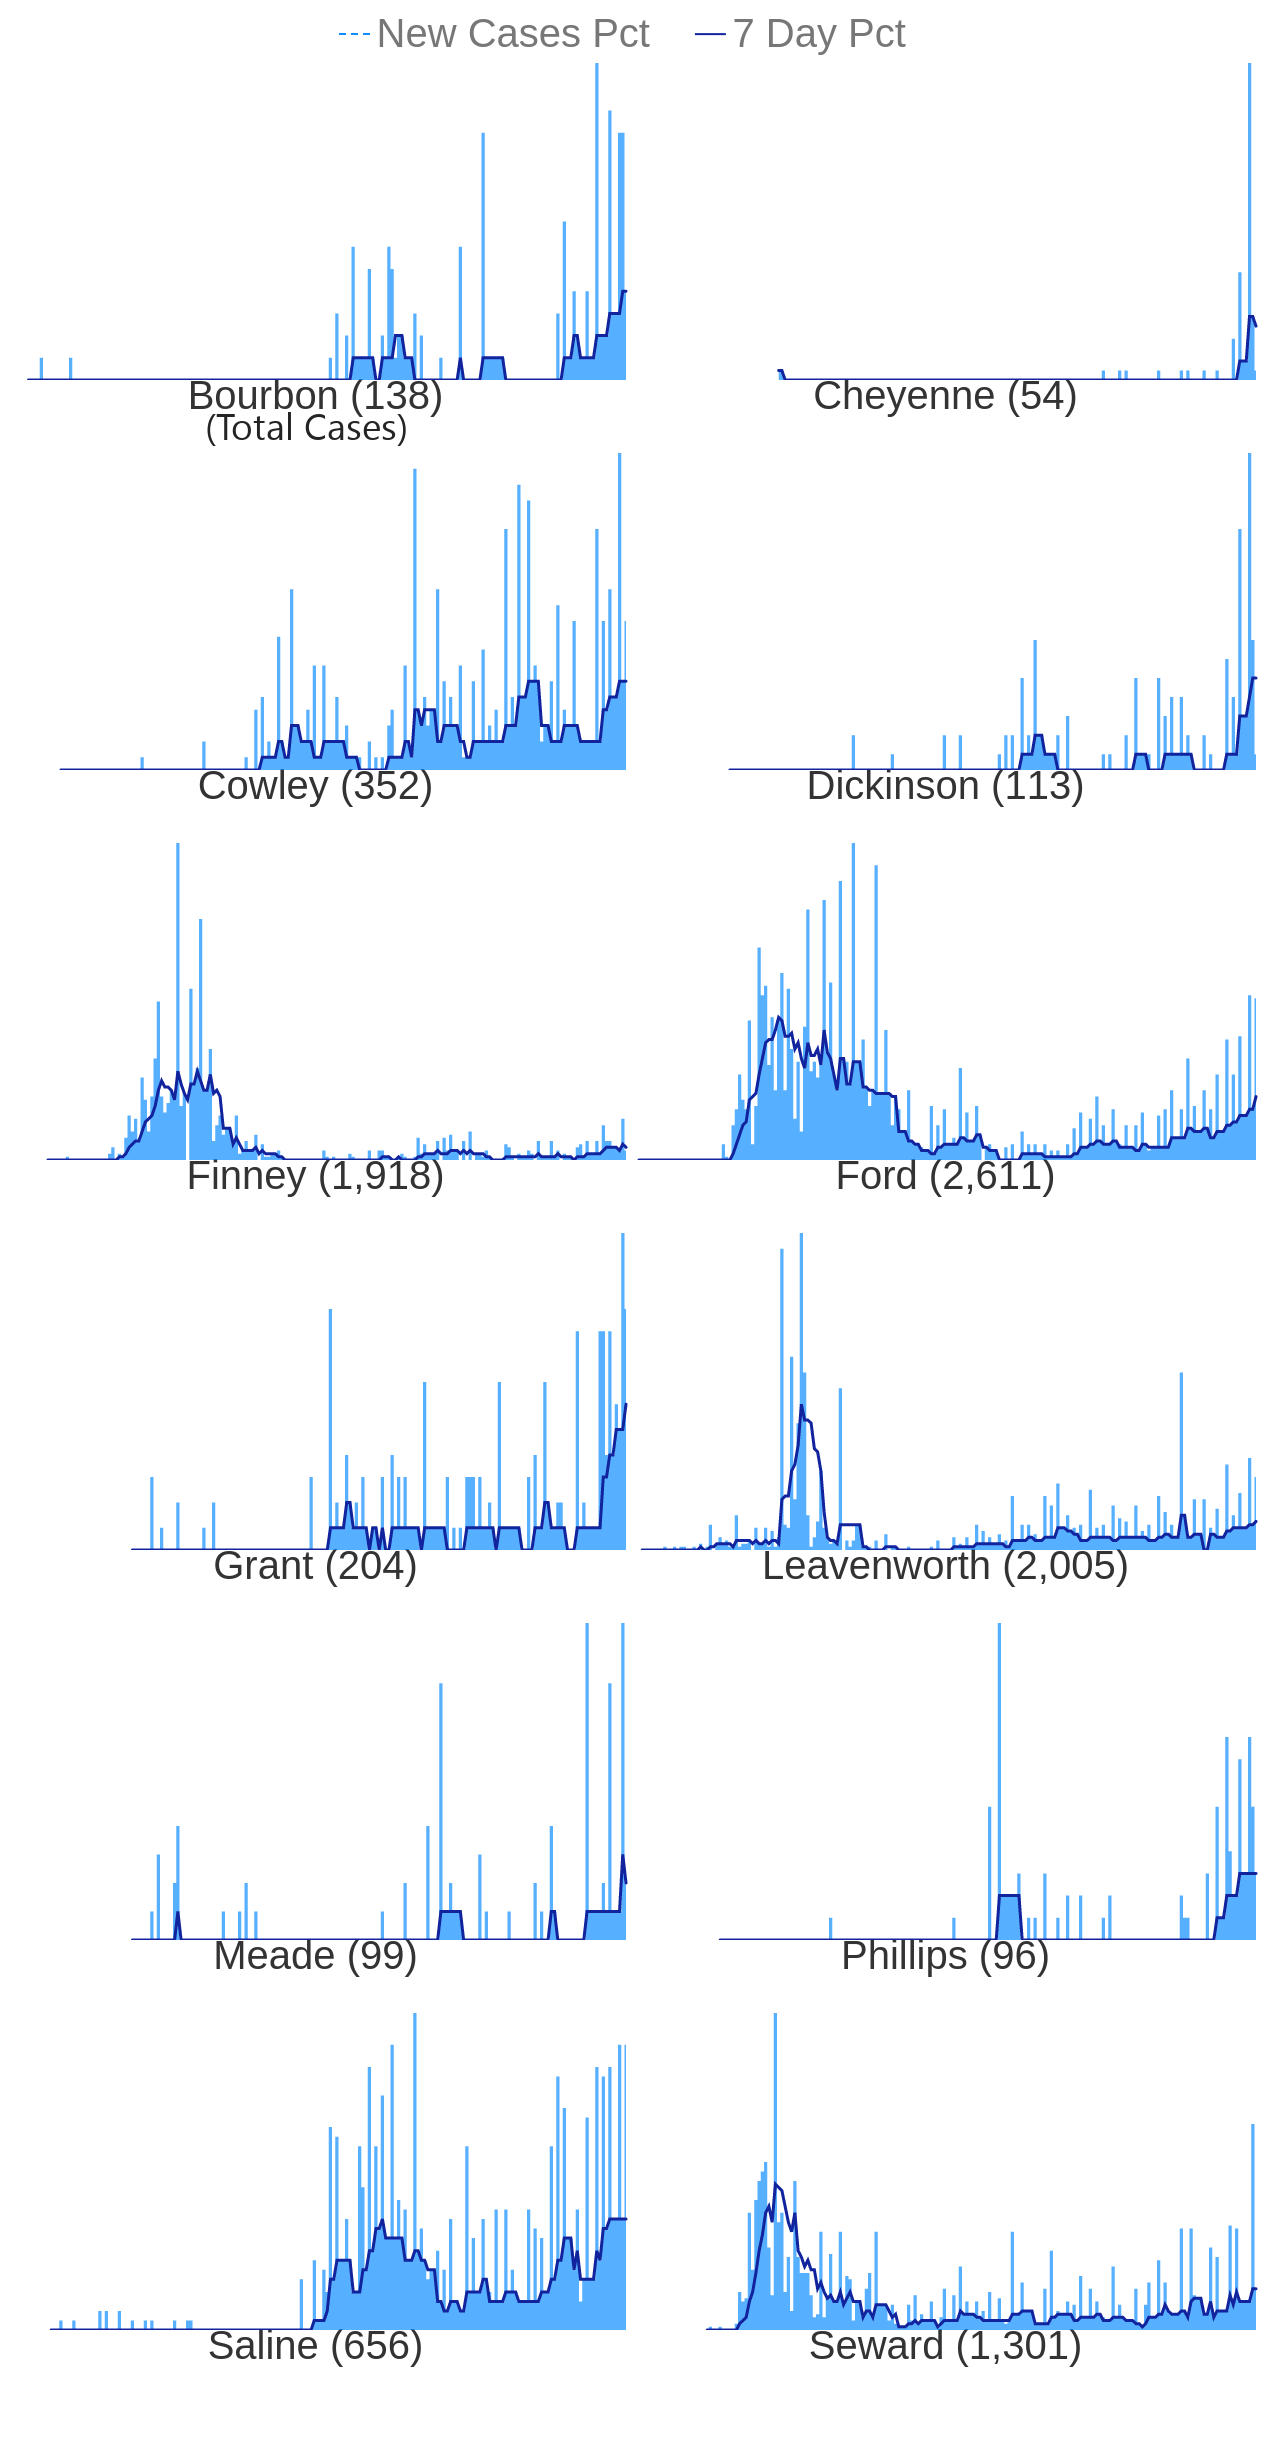 New Cases Pct 7 Day Pct
Bourbon (138) Cheyenne (54)
(Total Cases)
Cowley (352) Dickinson (113)
Finney (1,918) Ford (2,611)
Grant (204) Leavenworth (2,005)
Meade (99) Phillips (96)
Saline (656) Seward (1,301)